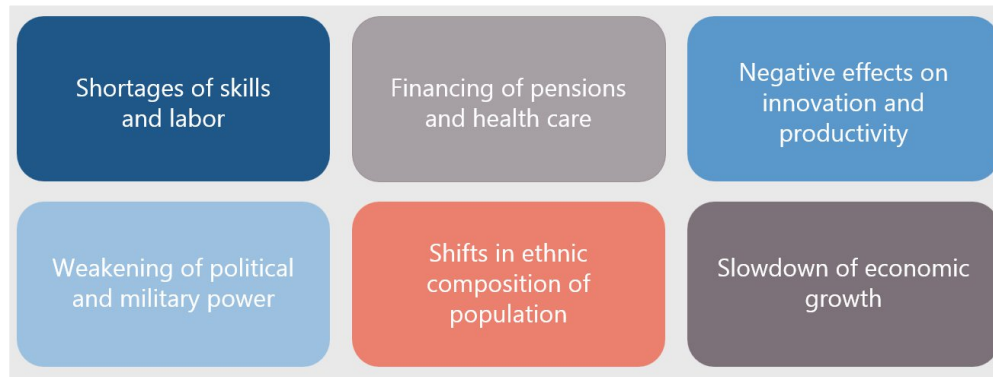 Shortages of skills
and labor
Financing of pensions
and health care
Negative effects on
innovation and
productivity
Weakening of political
and military power
Shifts in ethnic
composition of
population
Slowdown of economic
growth